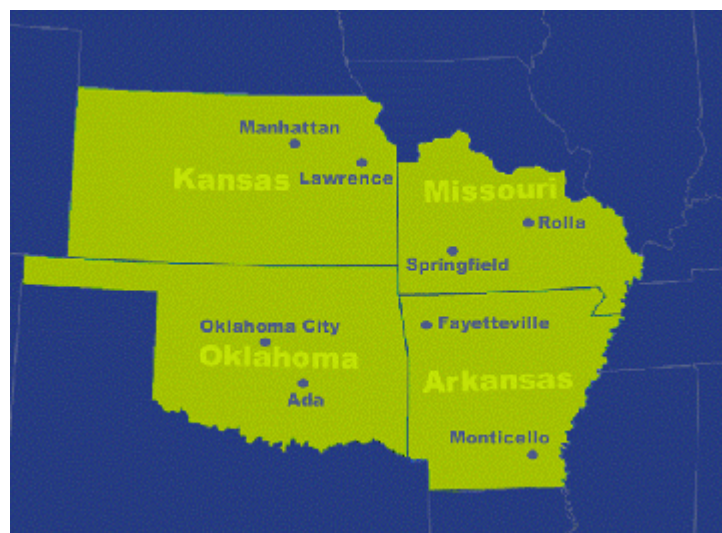 Manhattan
Kansas
Lawrence
Missouri
Rolla
Springfield
Oklahoma City
Fayetteville
Oklahoma
Ada
Arkansas
Monticello